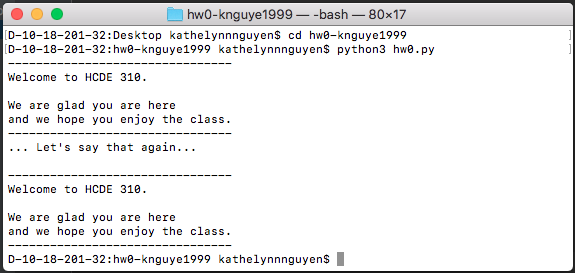 hw0-knguye1999 — -bash — 80×17
[D-10-18-201-32:Desktop kathelynnnguyen$ cd hw0-knguye1999 ]
[D-10-18-201-32:hw0-knguye1999 kathelynnnguyen$ python3 hw0.py ]
--------------------------------
Welcome to HCDE 310.
We are glad you are here
and we hope you enjoy the class.
--------------------------------
... Let's say that again...
--------------------------------
Welcome to HCDE 310.
We are glad you are here
and we hope you enjoy the class.
--------------------------------
D-10-18-201-32:hw0-knguye1999 kathelynnnguyen$